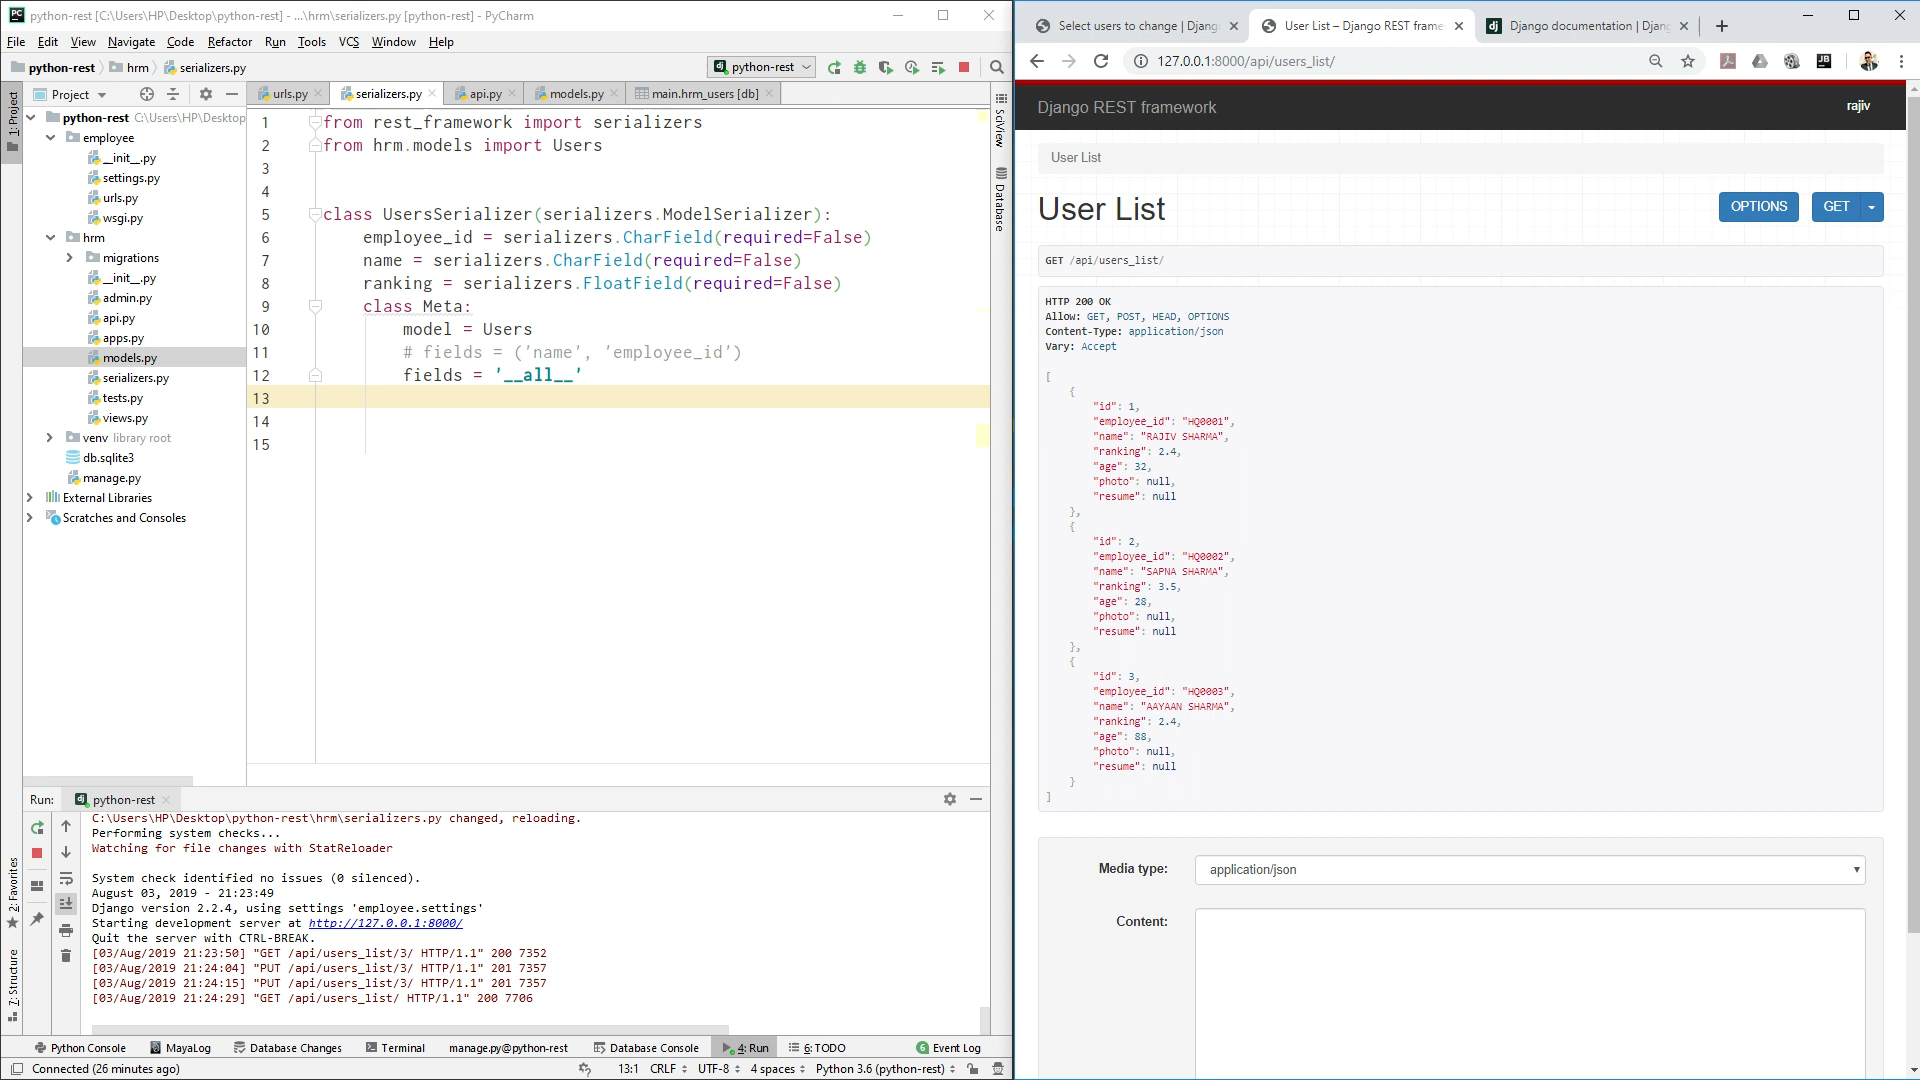 python-rest [C:\Users\HP\Desktop\python-rest] - ...\hrm\serializers.py [python-rest] - PyCharm
File Edit View Navigate Code Refactor Run Tools VCS Window Help
python-rest hrm serializers.py
python-rest
Project
urls.py serializers.py api.py models.py main.hrm_users [db]
1: Project
python-rest C:\Users\HP\Desktop
employee
__init__.py
settings.py
urls.py
wsgi.py
hrm
migrations
__init__.py
admin.py
api.py
apps.py
models.py
serializers.py
tests.py
views.py
venv library root
db.sqlite3
manage.py
External Libraries
Scratches and Consoles
1 from rest_framework import serializers
2 from hrm.models import Users
3
4
5 class UsersSerializer(serializers.ModelSerializer):
6 employee_id = serializers.CharField(required=False)
7 name = serializers.CharField(required=False)
8 ranking = serializers.FloatField(required=False)
9 class Meta:
10 model = Users
11 # fields = ('name', 'employee_id')
12 fields = '__all__'
13
14
15
SciView
Database
Run: python-rest
C:\Users\HP\Desktop\python-rest\hrm\serializers.py changed, reloading.
Performing system checks...
Watching for file changes with StatReloader
System check identified no issues (0 silenced).
August 03, 2019 - 21:23:49
Django version 2.2.4, using settings 'employee.settings'
Starting development server at http://127.0.0.1:8000/
Quit the server with CTRL-BREAK.
[03/Aug/2019 21:23:50] "GET /api/users_list/3/ HTTP/1.1" 200 7352
[03/Aug/2019 21:24:04] "PUT /api/users_list/3/ HTTP/1.1" 201 7357
[03/Aug/2019 21:24:15] "PUT /api/users_list/3/ HTTP/1.1" 201 7357
[03/Aug/2019 21:24:29] "GET /api/users_list/ HTTP/1.1" 200 7706
2: Favorites
7: Structure
Python Console MayaLog Database Changes Terminal manage.py@python-rest Database Console 4: Run 6: TODO 6 Event Log
Connected (26 minutes ago) 13:1 CRLF UTF-8 4 spaces Python 3.6 (python-rest)
Select users to change | Django User List – Django REST frame Django documentation | Djang
127.0.0.1:8000/api/users_list/
Django REST framework rajiv
User List
User List OPTIONS GET
GET /api/users_list/
HTTP 200 OK
Allow: GET, POST, HEAD, OPTIONS
Content-Type: application/json
Vary: Accept
[
{
"id": 1,
"employee_id": "HQ0001",
"name": "RAJIV SHARMA",
"ranking": 2.4,
"age": 32,
"photo": null,
"resume": null
},
{
"id": 2,
"employee_id": "HQ0002",
"name": "SAPNA SHARMA",
"ranking": 3.5,
"age": 28,
"photo": null,
"resume": null
},
{
"id": 3,
"employee_id": "HQ0003",
"name": "AAYAAN SHARMA",
"ranking": 2.4,
"age": 88,
"photo": null,
"resume": null
}
]
Media type: application/json
Content: